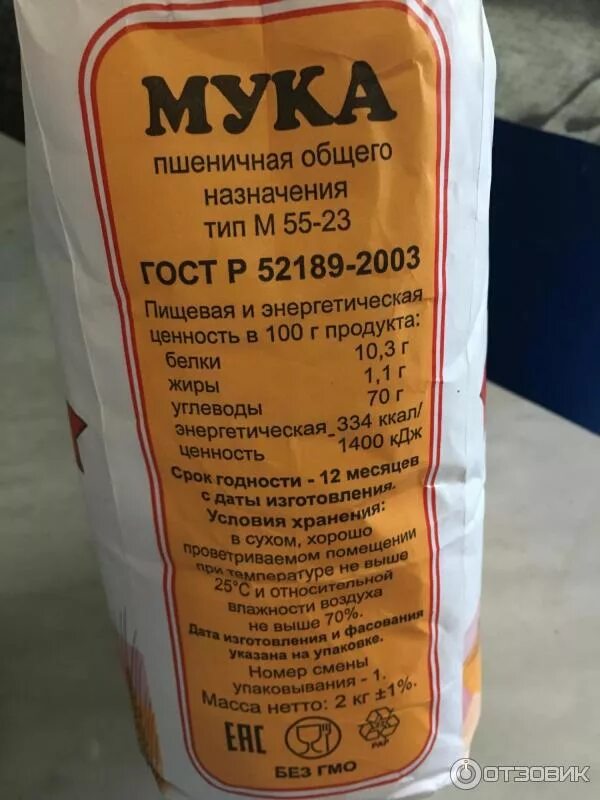 МУКА
пшеничная общего
назначения
тип М 55-23
ГОСТ Р 52189-2003
Пищевая и энергетическая
ценность в 100 г продукта:
белки 10,3 г
жиры 1,1 г
углеводы 70 г
энергетическая 334 ккал/
ценность 1400 кДж
Срок годности - 12 месяцев
с даты изготовления.
Условия хранения:
в сухом, хорошо
проветриваемом помещении
при температуре не выше
25°С и относительной
влажности воздуха
не выше 70%.
Дата изготовления и фасования
указана на упаковке.
Номер смены
упаковывания - 1.
Масса нетто: 2 кг ±1%.
ЕАС
PAP
БЕЗ ГМО
ОТЗОВИК